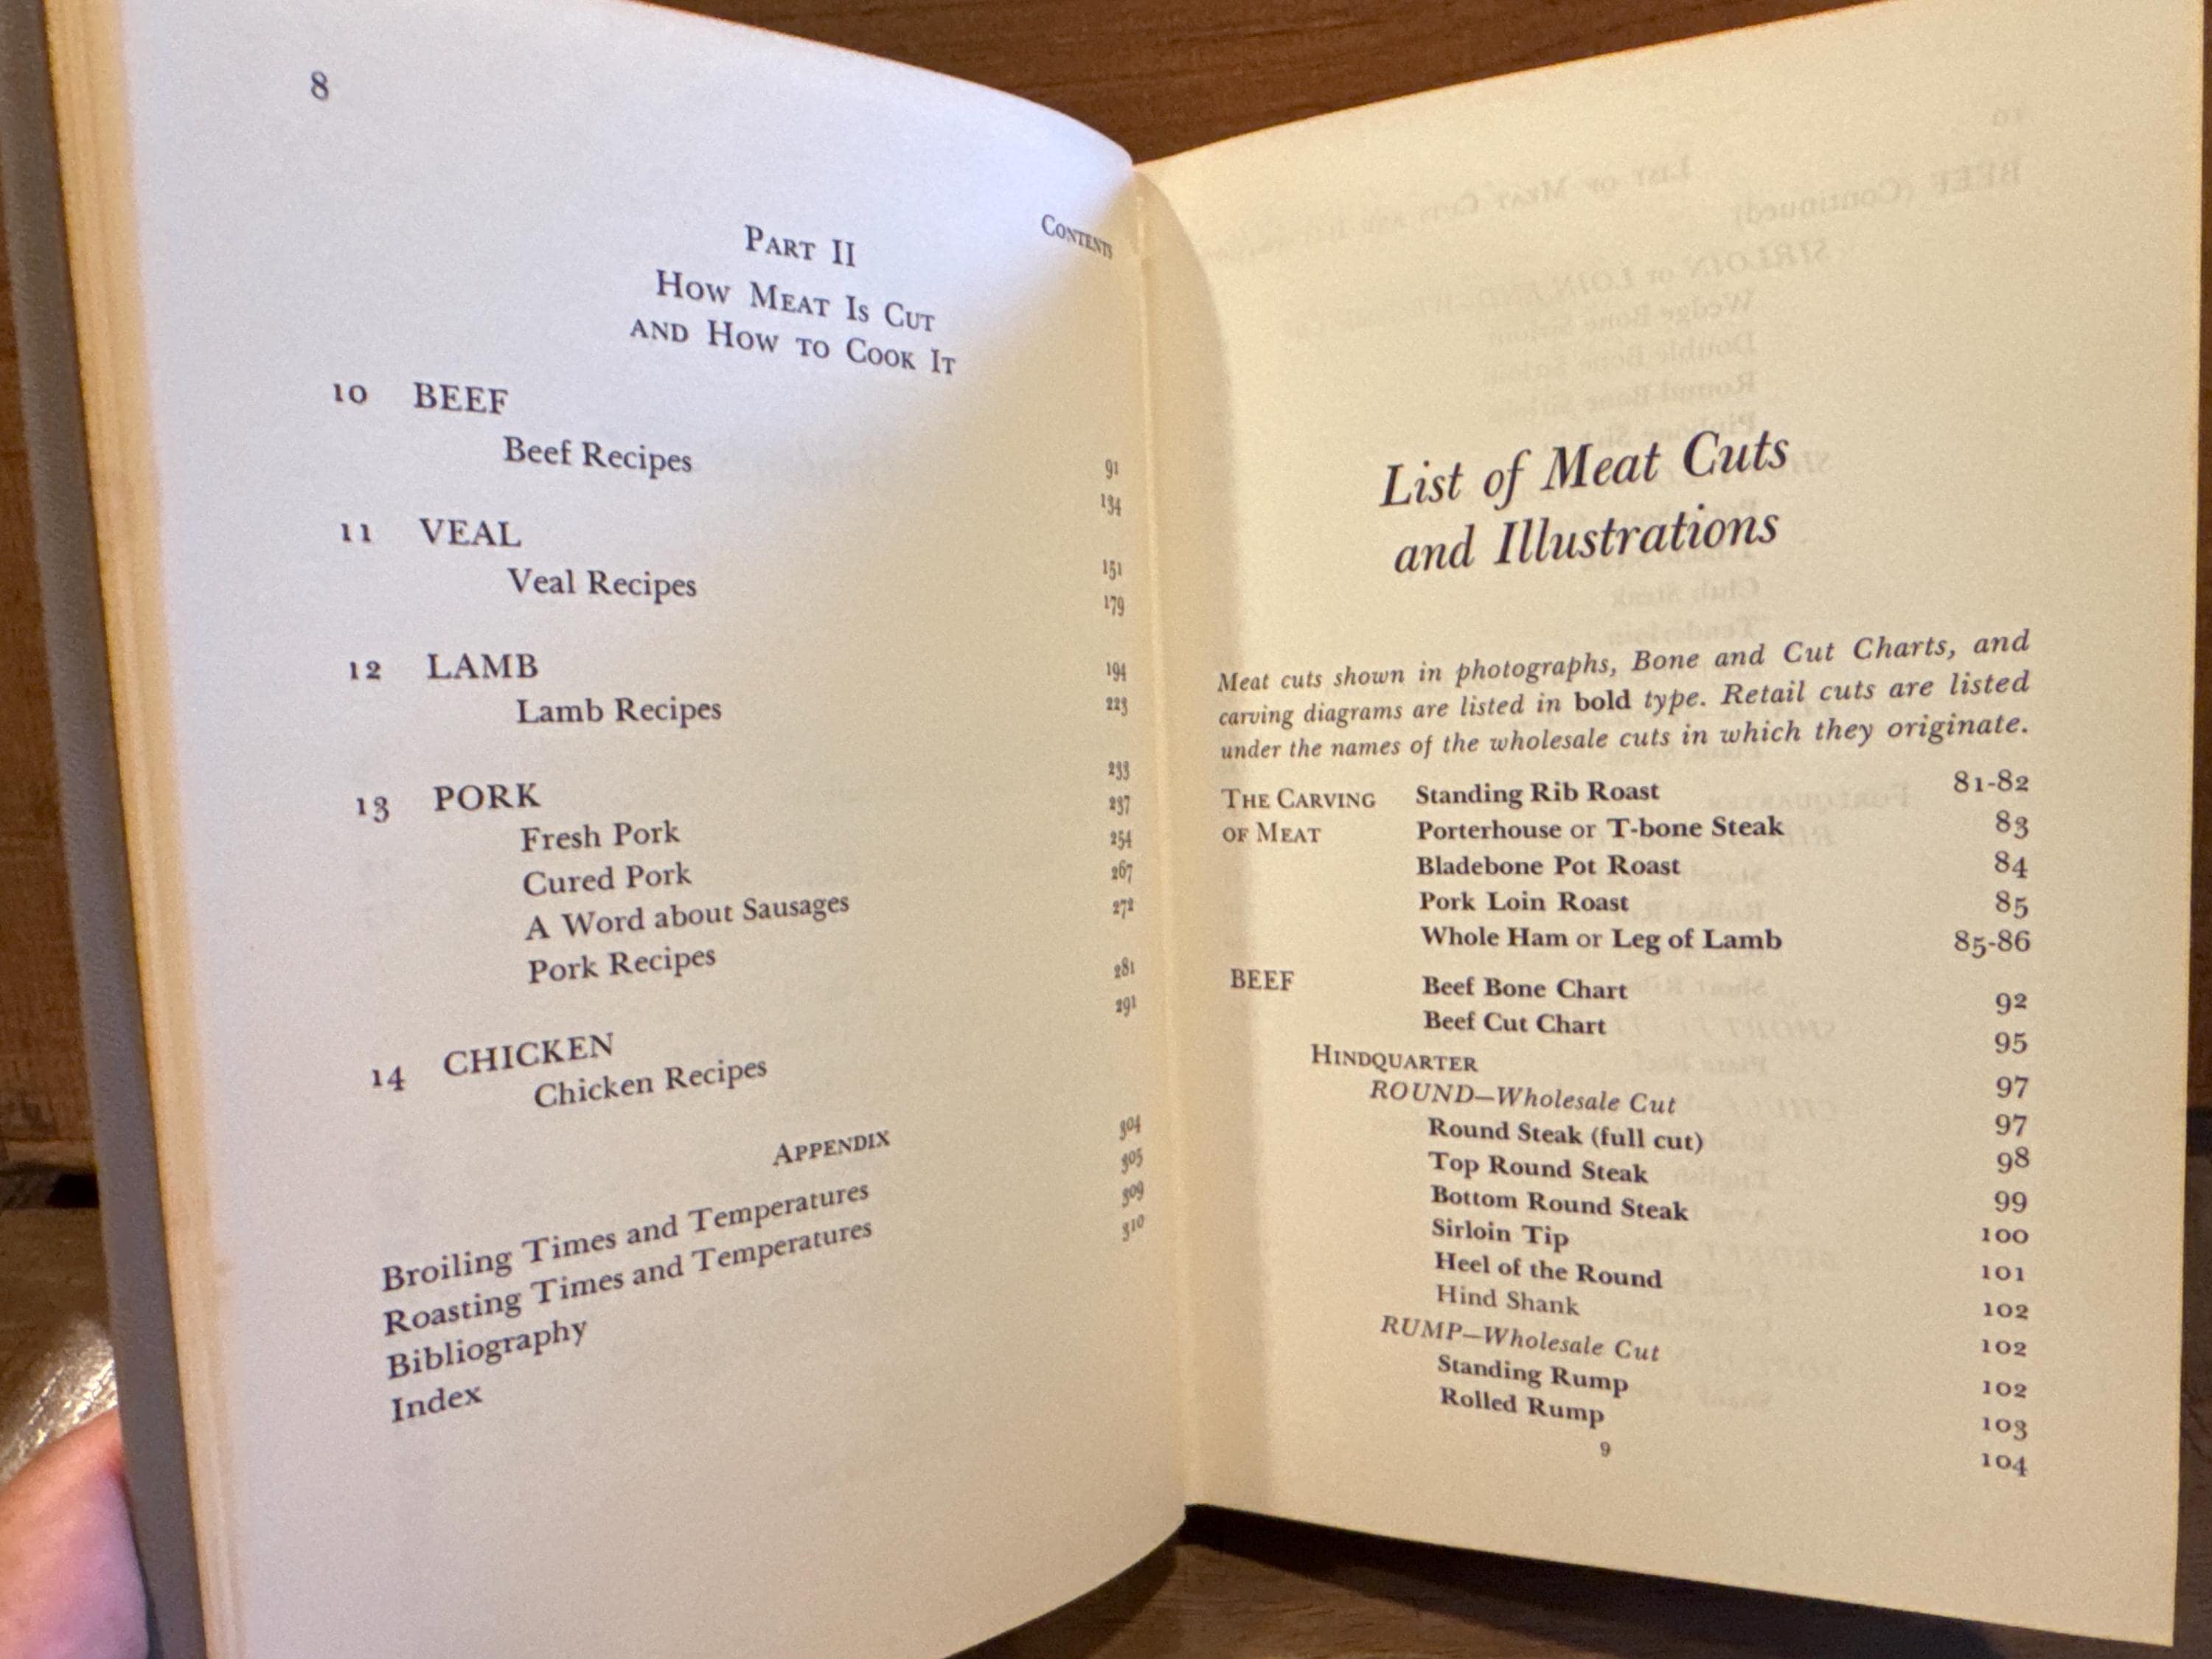 8
CONTENTS
PART II
HOW MEAT IS CUT
AND HOW TO COOK IT
10 BEEF 91
Beef Recipes 134
11 VEAL 151
Veal Recipes 179
12 LAMB 194
Lamb Recipes 223
13 PORK 233
Fresh Pork 237
Cured Pork 254
A Word about Sausages 267
Pork Recipes 272
14 CHICKEN 281
Chicken Recipes 291
APPENDIX
Broiling Times and Temperatures 304
Roasting Times and Temperatures 305
Bibliography 309
Index 310
List of Meat Cuts
and Illustrations
Meat cuts shown in photographs, Bone and Cut Charts, and
carving diagrams are listed in bold type. Retail cuts are listed
under the names of the wholesale cuts in which they originate.
THE CARVING Standing Rib Roast 81-82
OF MEAT Porterhouse or T-bone Steak 83
Bladebone Pot Roast 84
Pork Loin Roast 85
Whole Ham or Leg of Lamb 85-86
BEEF Beef Bone Chart 92
Beef Cut Chart 95
HINDQUARTER 97
ROUND—Wholesale Cut 97
Round Steak (full cut) 98
Top Round Steak 99
Bottom Round Steak 100
Sirloin Tip 101
Heel of the Round 102
Hind Shank 102
RUMP—Wholesale Cut 102
Standing Rump 103
Rolled Rump 104
9